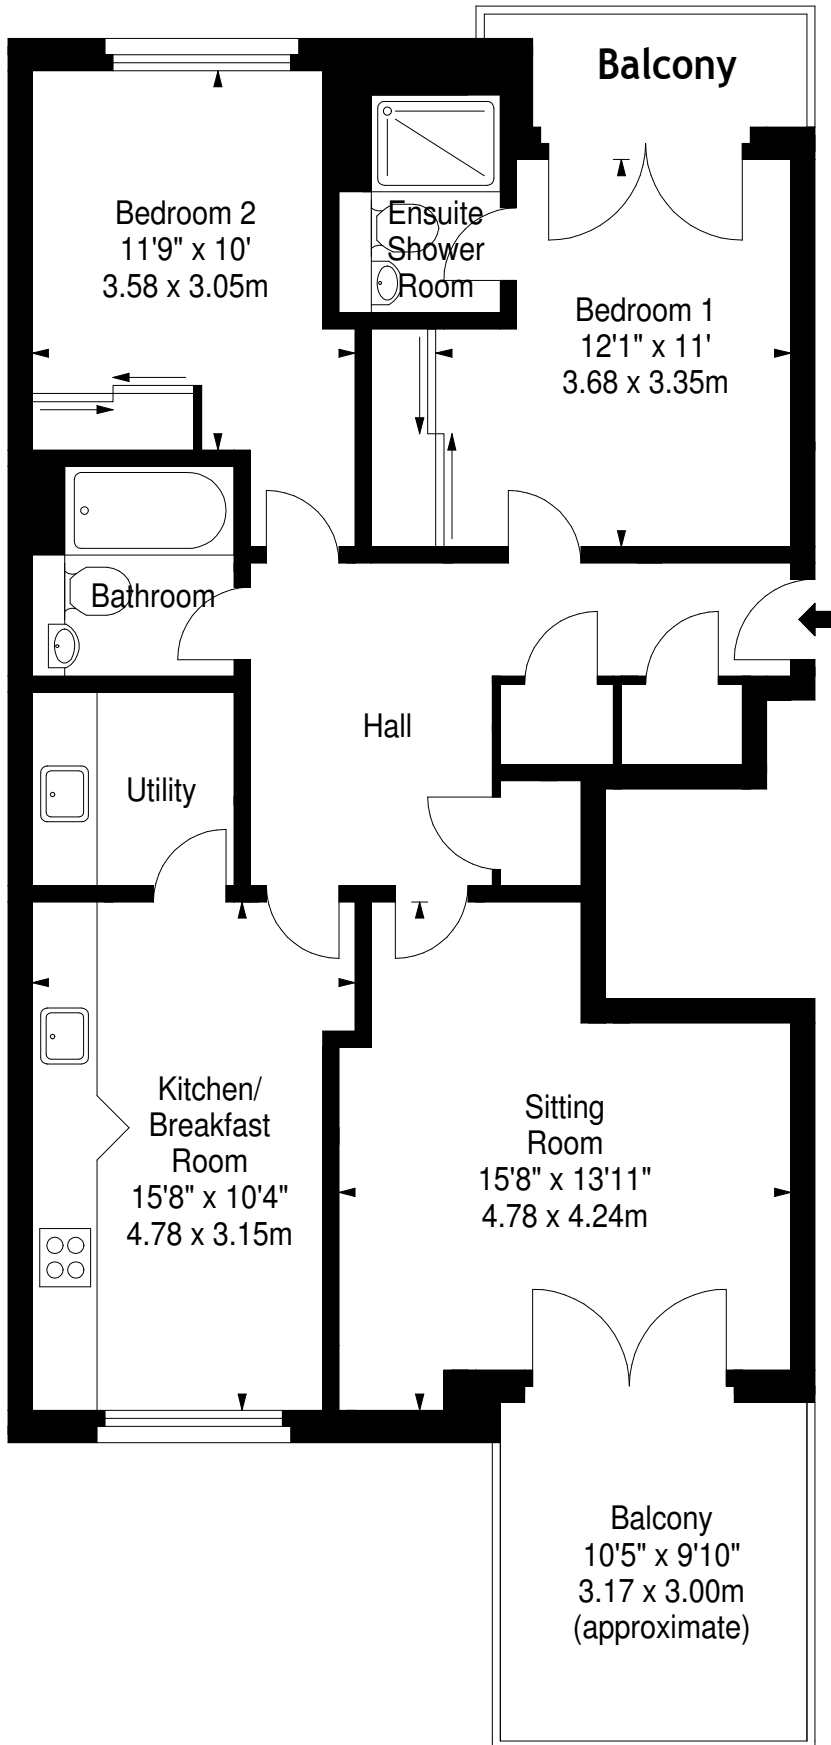 Balcony
Bedroom 2
11'9" x 10'
3.58 x 3.05m
Ensuite
Shower
Room
Bedroom 1
12'1" x 11'
3.68 x 3.35m
Bathroom
Hall
Utility
Kitchen/
Breakfast
Room
15'8" x 10'4"
4.78 x 3.15m
Sitting
Room
15'8" x 13'11"
4.78 x 4.24m
Balcony
10'5" x 9'10"
3.17 x 3.00m
(approximate)